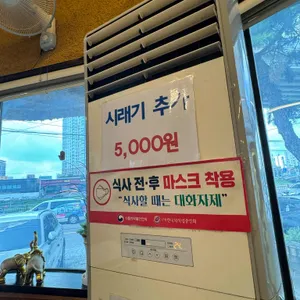 시래기 추가
5,000원
식사 전·후 마스크 착용
"식사할 때는 대화자제"